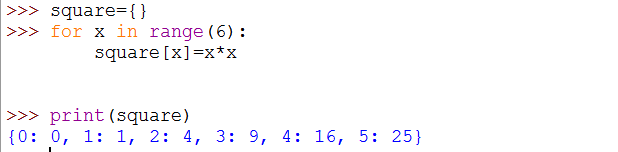 >>> square={}
>>> for x in range(6):
        square[x]=x*x
>>> print(square)
{0: 0, 1: 1, 2: 4, 3: 9, 4: 16, 5: 25}